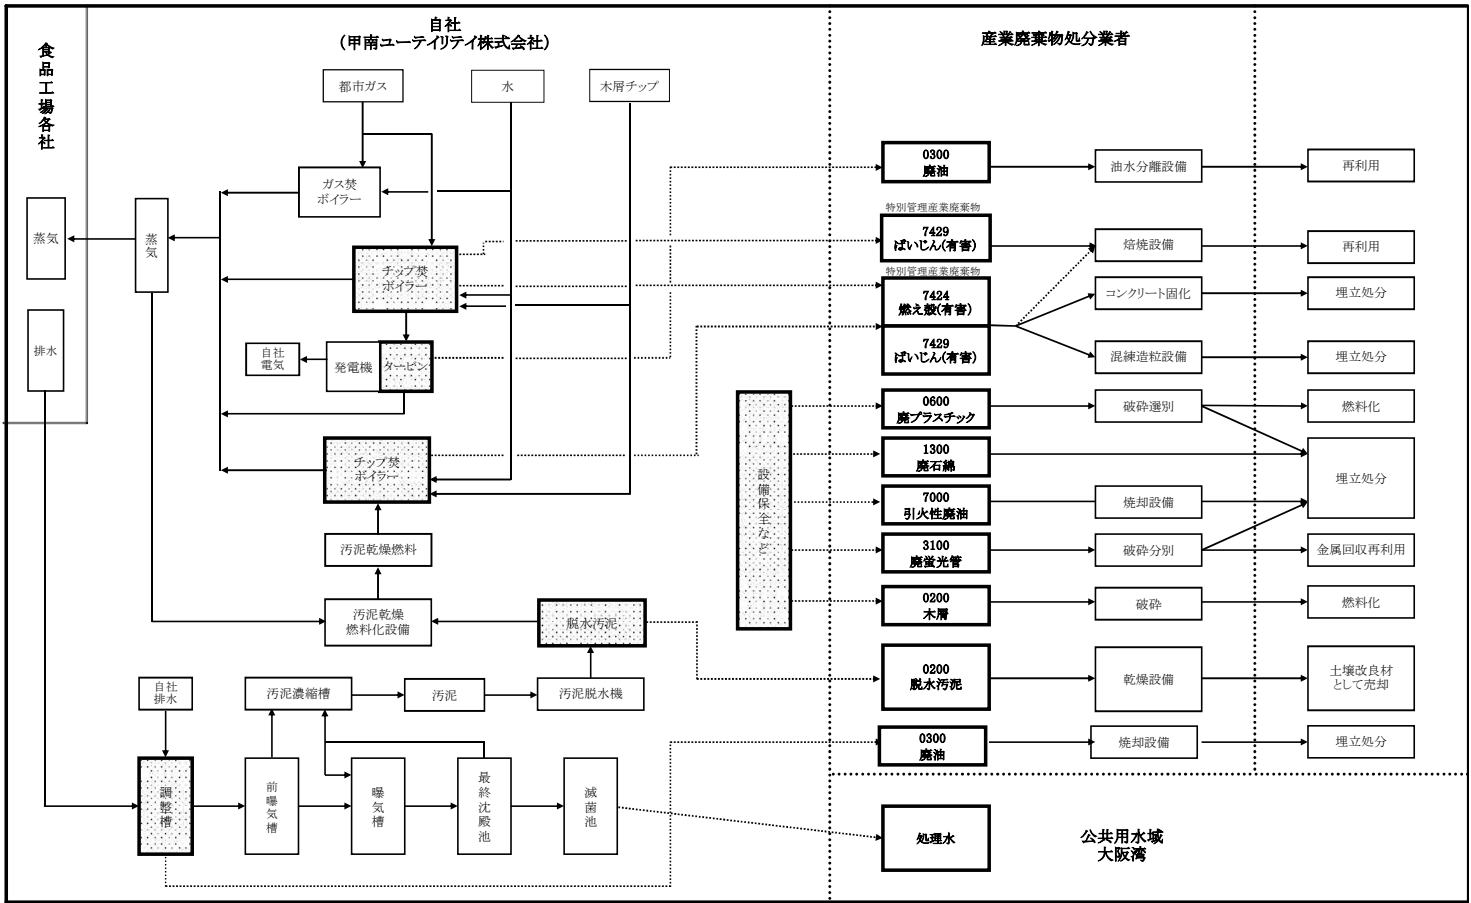 食品工場各社
自社
（甲南ユーテイリテイ株式会社）
産業廃棄物処分業者
都市ガス
水
木屑チップ
ガス焚
ボイラー
蒸気
蒸気
チップ焚
ボイラー
排水
自社
電気
発電機
タービン
チップ焚
ボイラー
汚泥乾燥燃料
汚泥乾燥
燃料化設備
脱水汚泥
自社
排水
汚泥濃縮槽
汚泥
汚泥脱水機
調整槽
前曝気槽
曝気槽
最終沈殿池
滅菌池
設備保全など
0300
廃油
油水分離設備
再利用
特別管理産業廃棄物
7429
ばいじん(有害)
焙焼設備
再利用
特別管理産業廃棄物
7424
燃え殻(有害)
コンクリート固化
埋立処分
7429
ばいじん(有害)
混練造粒設備
埋立処分
0600
廃プラスチック
破砕選別
燃料化
1300
廃石綿
埋立処分
7000
引火性廃油
焼却設備
3100
廃蛍光管
破砕分別
金属回収再利用
0200
木屑
破砕
燃料化
0200
脱水汚泥
乾燥設備
土壌改良材
として売却
0300
廃油
焼却設備
埋立処分
処理水
公共用水域
大阪湾